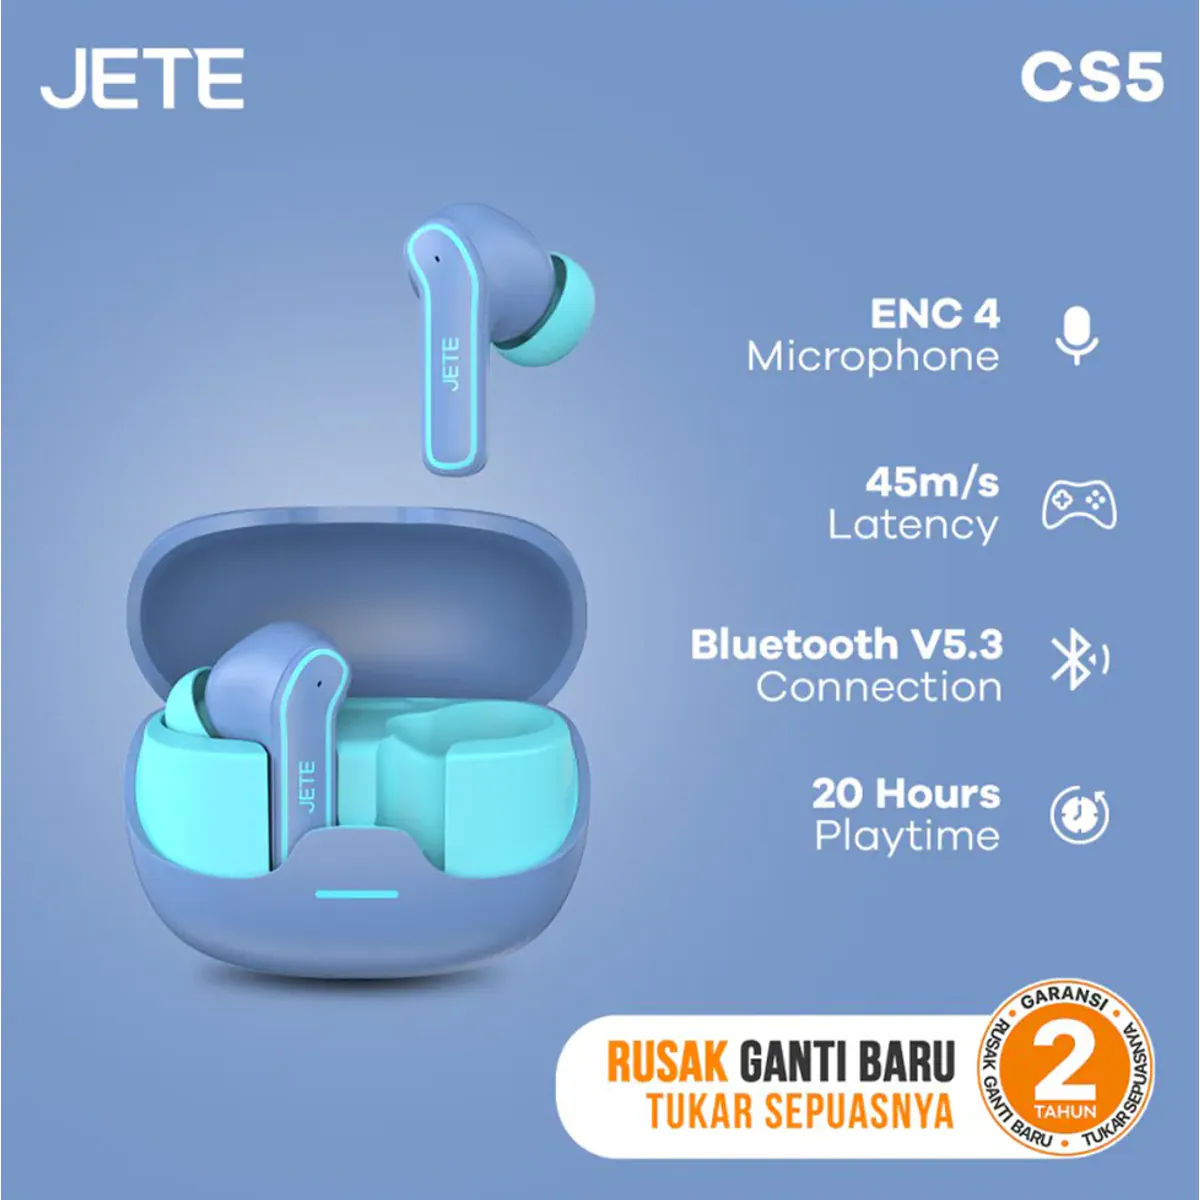 JETE
CS5
JETE
ENC 4
Microphone
45m/s
Latency
Bluetooth V5.3
Connection
JETE
20 Hours
Playtime
RUSAK GANTI BARU
TUKAR SEPUASNYA
GARANSI
2
TAHUN
RUSAK GANTI BARU • TUKAR SEPUASNYA